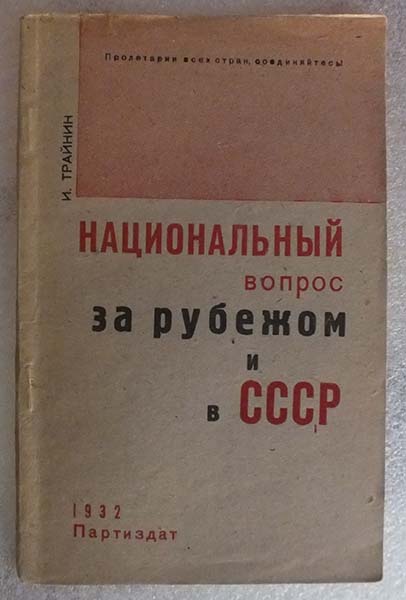 Пролетарии всех стран, соединяйтесь!
И. ТРАЙНИН
НАЦИОНАЛЬНЫЙ
вопрос
за рубежом
и
в СССР
1932
Партиздат